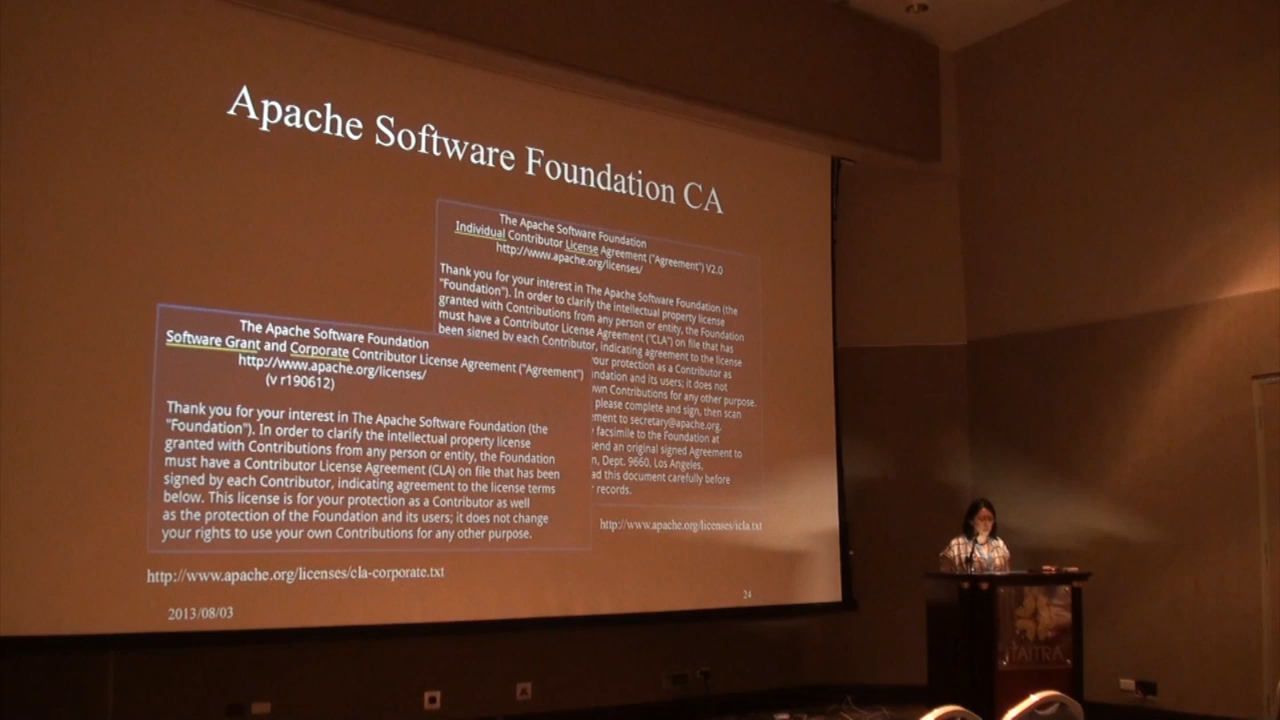 Apache Software Foundation CA
The Apache Software Foundation
Individual Contributor License Agreement ("Agreement") V2.0
http://www.apache.org/licenses/
Thank you for your interest in The Apache Software Foundation (the
"Foundation"). In order to clarify the intellectual property license
granted with Contributions from any person or entity, the Foundation
must have a Contributor License Agreement ("CLA") on file that has
been signed by each Contributor, indicating agreement to the license
your protection as a Contributor as
ndation and its users; it does not
wn Contributions for any other purpose.
please complete and sign, then scan
ment to secretary@apache.org.
facsimile to the Foundation at
send an original signed Agreement to
n, Dept. 9660, Los Angeles,
ad this document carefully before
records.
http://www.apache.org/licenses/icla.txt
The Apache Software Foundation
Software Grant and Corporate Contributor License Agreement ("Agreement")
http://www.apache.org/licenses/
(v r190612)
Thank you for your interest in The Apache Software Foundation (the
"Foundation"). In order to clarify the intellectual property license
granted with Contributions from any person or entity, the Foundation
must have a Contributor License Agreement (CLA) on file that has been
signed by each Contributor, indicating agreement to the license terms
below. This license is for your protection as a Contributor as well
as the protection of the Foundation and its users; it does not change
your rights to use your own Contributions for any other purpose.
http://www.apache.org/licenses/cla-corporate.txt
2013/08/03
24
TAITRA